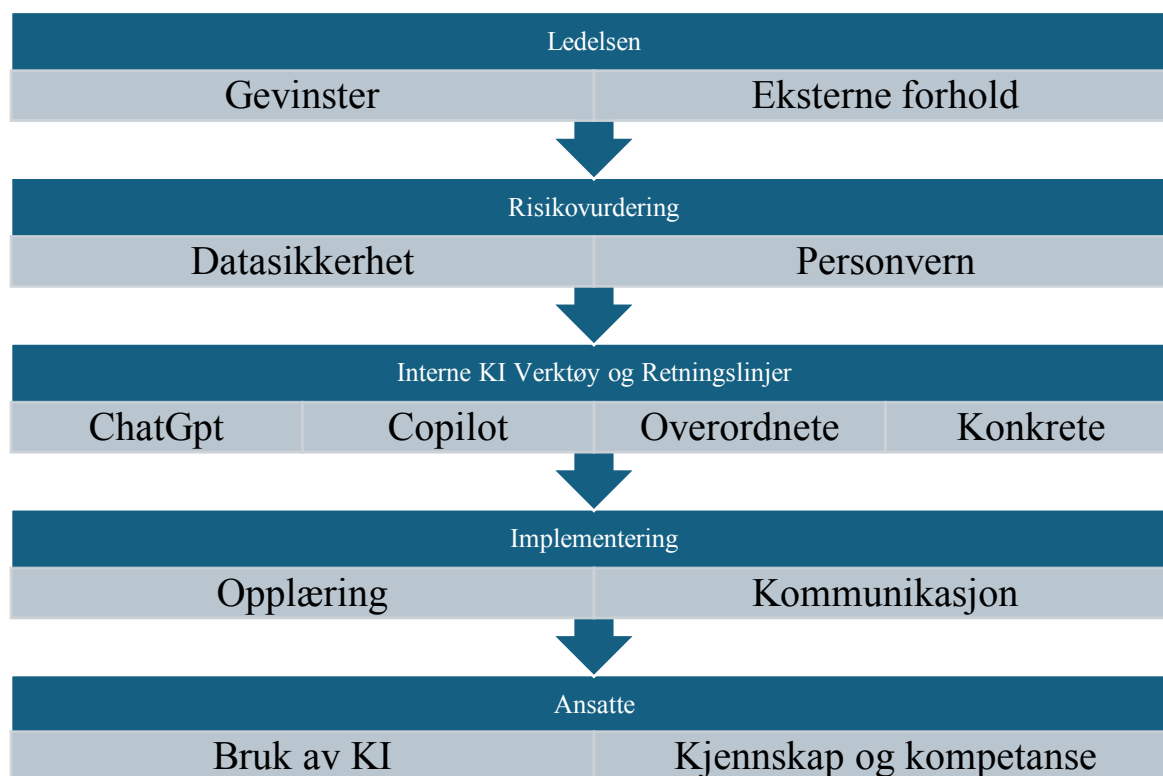 Ledelsen
Gevinster Eksterne forhold
Risikovurdering
Datasikkerhet Personvern
Interne KI Verktøy og Retningslinjer
ChatGpt Copilot Overordnete Konkrete
Implementering
Opplæring Kommunikasjon
Ansatte
Bruk av KI Kjennskap og kompetanse